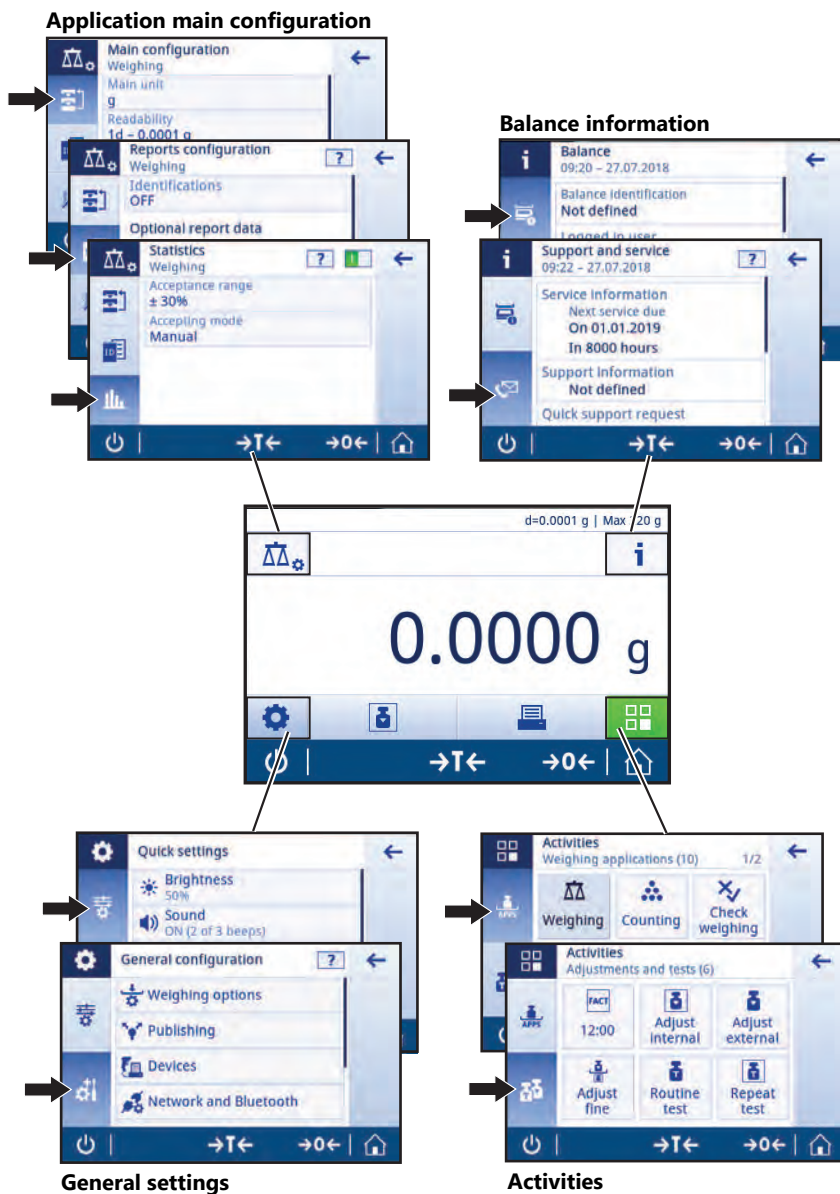 Application main configuration
Main configuration
Weighing
Main unit
g
Readability
1d – 0.0001 g
Reports configuration
Weighing
?
Identifications
OFF
Optional report data
Statistics
Weighing
?
Acceptance range
± 30%
Accepting mode
Manual
→T←
→0←
Balance information
i
Balance
09:20 – 27.07.2018
Balance identification
Not defined
Logged in user
i
Support and service
09:22 – 27.07.2018
?
Service information
Next service due
On 01.01.2019
In 8000 hours
Support information
Not defined
Quick support request
→T←
→0←
d=0.0001 g | Max 20 g
i
0.0000 g
→T←
→0←
Quick settings
Brightness
50%
Sound
ON (2 of 3 beeps)
General configuration
?
Weighing options
Publishing
Devices
Network and Bluetooth
→T←
→0←
General settings
Activities
Weighing applications (10)
1/2
APPS
Weighing
Counting
Check
weighing
Activities
Adjustments and tests (6)
APPS
FACT
12:00
Adjust
internal
Adjust
external
Adjust
fine
Routine
test
Repeat
test
→T←
→0←
Activities